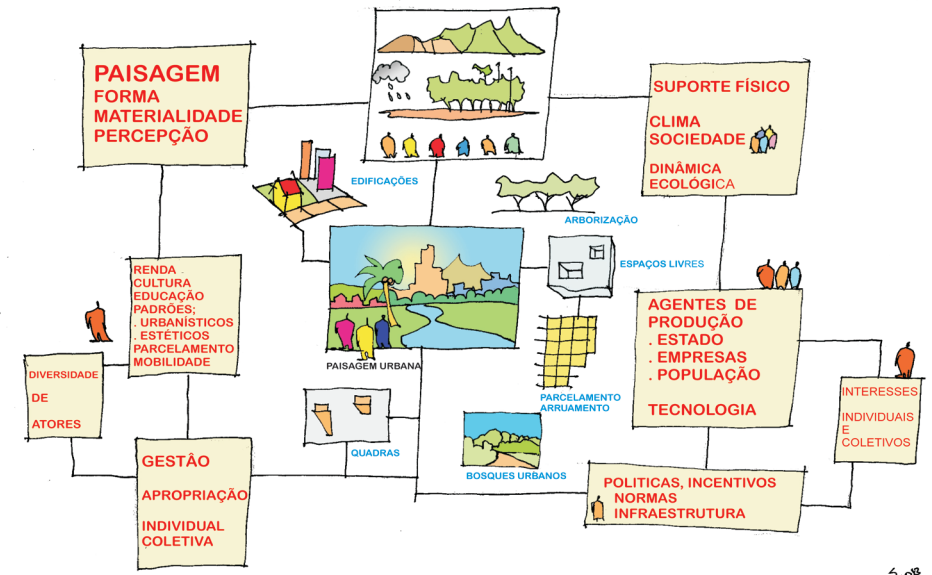 PAISAGEM
FORMA
MATERIALIDADE
PERCEPÇÃO
SUPORTE FÍSICO
CLIMA
SOCIEDADE
DINÂMICA
ECOLÓGICA
EDIFICAÇÕES
ARBORIZAÇÃO
ESPAÇOS LIVRES
RENDA
CULTURA
EDUCAÇÃO
PADRÕES;
. URBANÍSTICOS
. ESTÉTICOS
PARCELAMENTO
MOBILIDADE
AGENTES DE
PRODUÇÃO
. ESTADO
. EMPRESAS
. POPULAÇÃO
TECNOLOGIA
PAISAGEM URBANA
DIVERSIDADE
DE
ATORES
PARCELAMENTO
ARRUAMENTO
INTERESSES
INDIVIDUAIS
E
COLETIVOS
QUADRAS
BOSQUES URBANOS
GESTÂO
APROPRIAÇÃO
INDIVIDUAL
COLETIVA
POLITICAS, INCENTIVOS
NORMAS
INFRAESTRUTURA